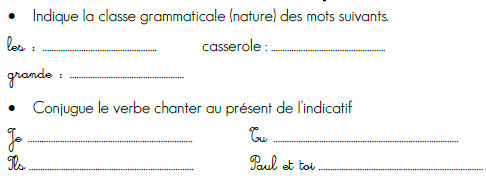 • Indique la classe grammaticale (nature) des mots suivants.
les : ........................................ casserole : ........................................
grande : ........................................
• Conjugue le verbe chanter au présent de l'indicatif
Je ........................................ Tu ........................................
Ils ........................................ Paul et toi ........................................